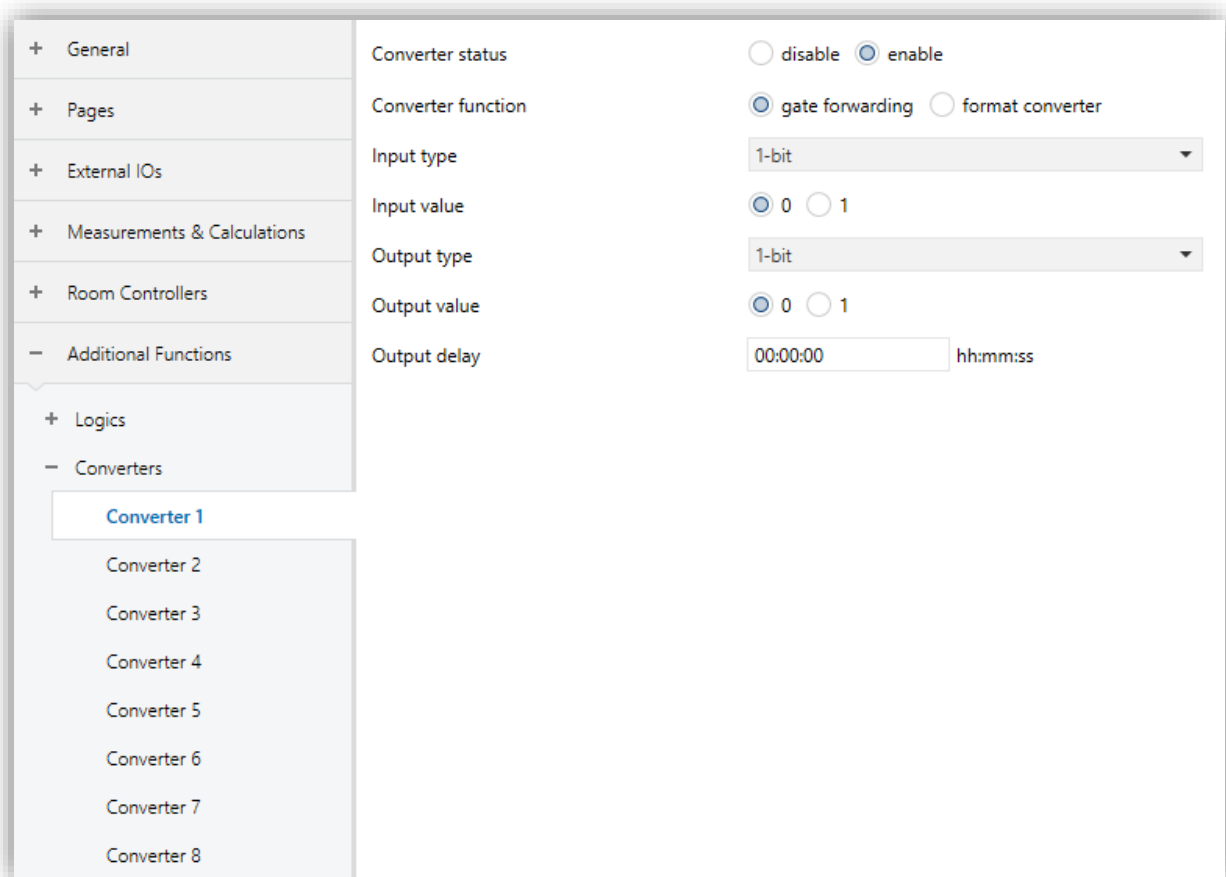 General
Pages
External IOs
Measurements & Calculations
Room Controllers
Additional Functions
Logics
Converters
Converter 1
Converter 2
Converter 3
Converter 4
Converter 5
Converter 6
Converter 7
Converter 8
Converter status disable enable
Converter function gate forwarding format converter
Input type 1-bit
Input value 0 1
Output type 1-bit
Output value 0 1
Output delay 00:00:00 hh:mm:ss